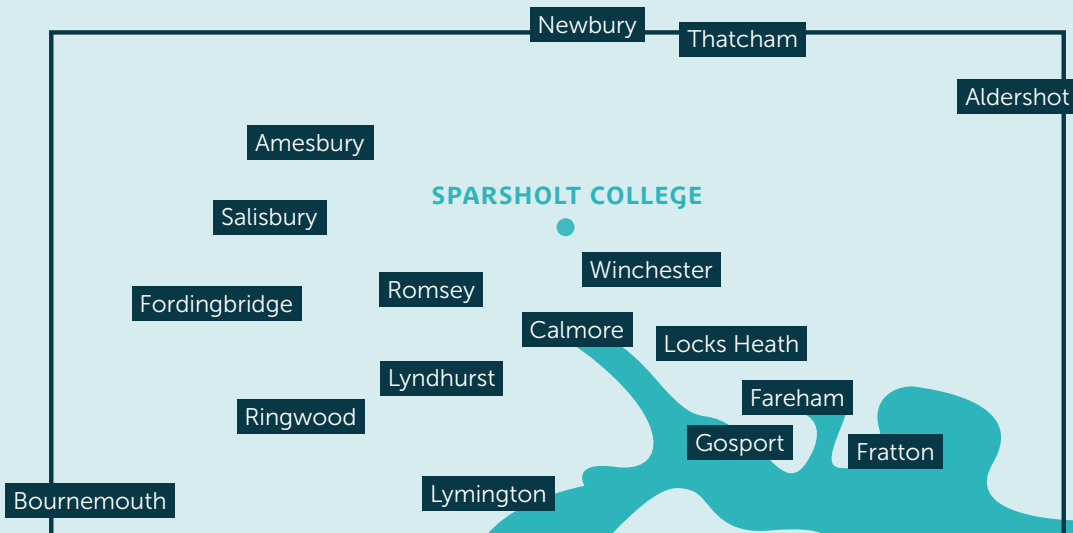 Newbury
Thatcham
Aldershot
Amesbury
SPARSHOLT COLLEGE
Salisbury
Winchester
Romsey
Fordingbridge
Calmore
Locks Heath
Lyndhurst
Fareham
Ringwood
Gosport
Fratton
Lymington
Bournemouth